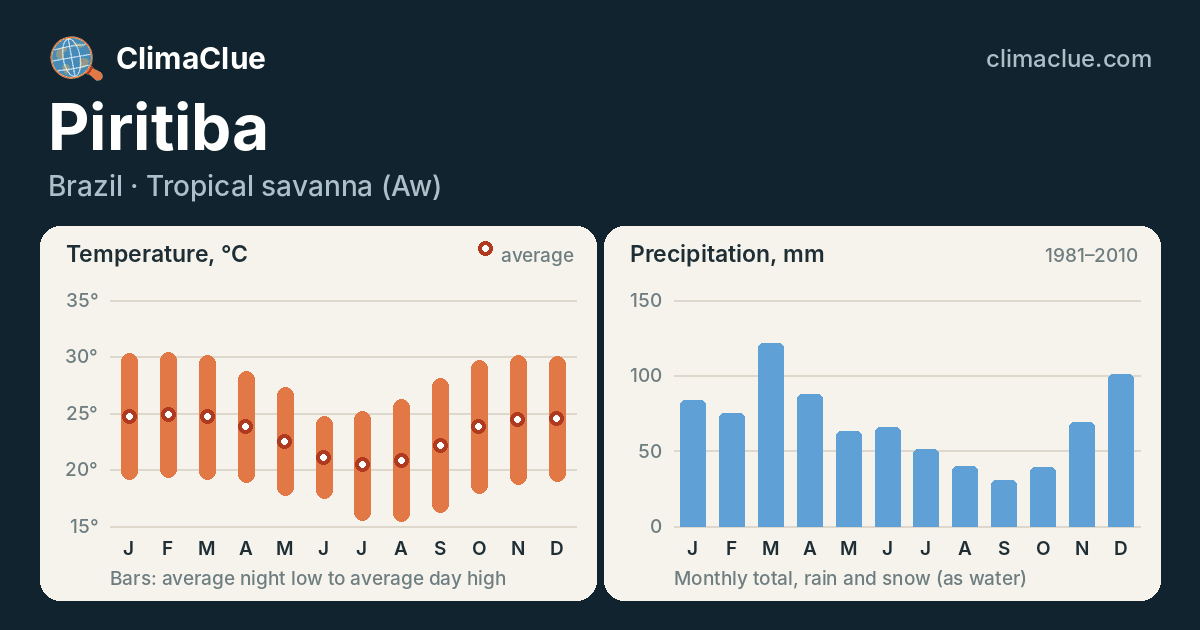 ClimaClue
climaclue.com
Piritiba
Brazil · Tropical savanna (Aw)
Temperature, °C
average
35°
30°
25°
20°
15°
J F M A M J J A S O N D
Bars: average night low to average day high
Precipitation, mm
1981–2010
150
100
50
0
J F M A M J J A S O N D
Monthly total, rain and snow (as water)